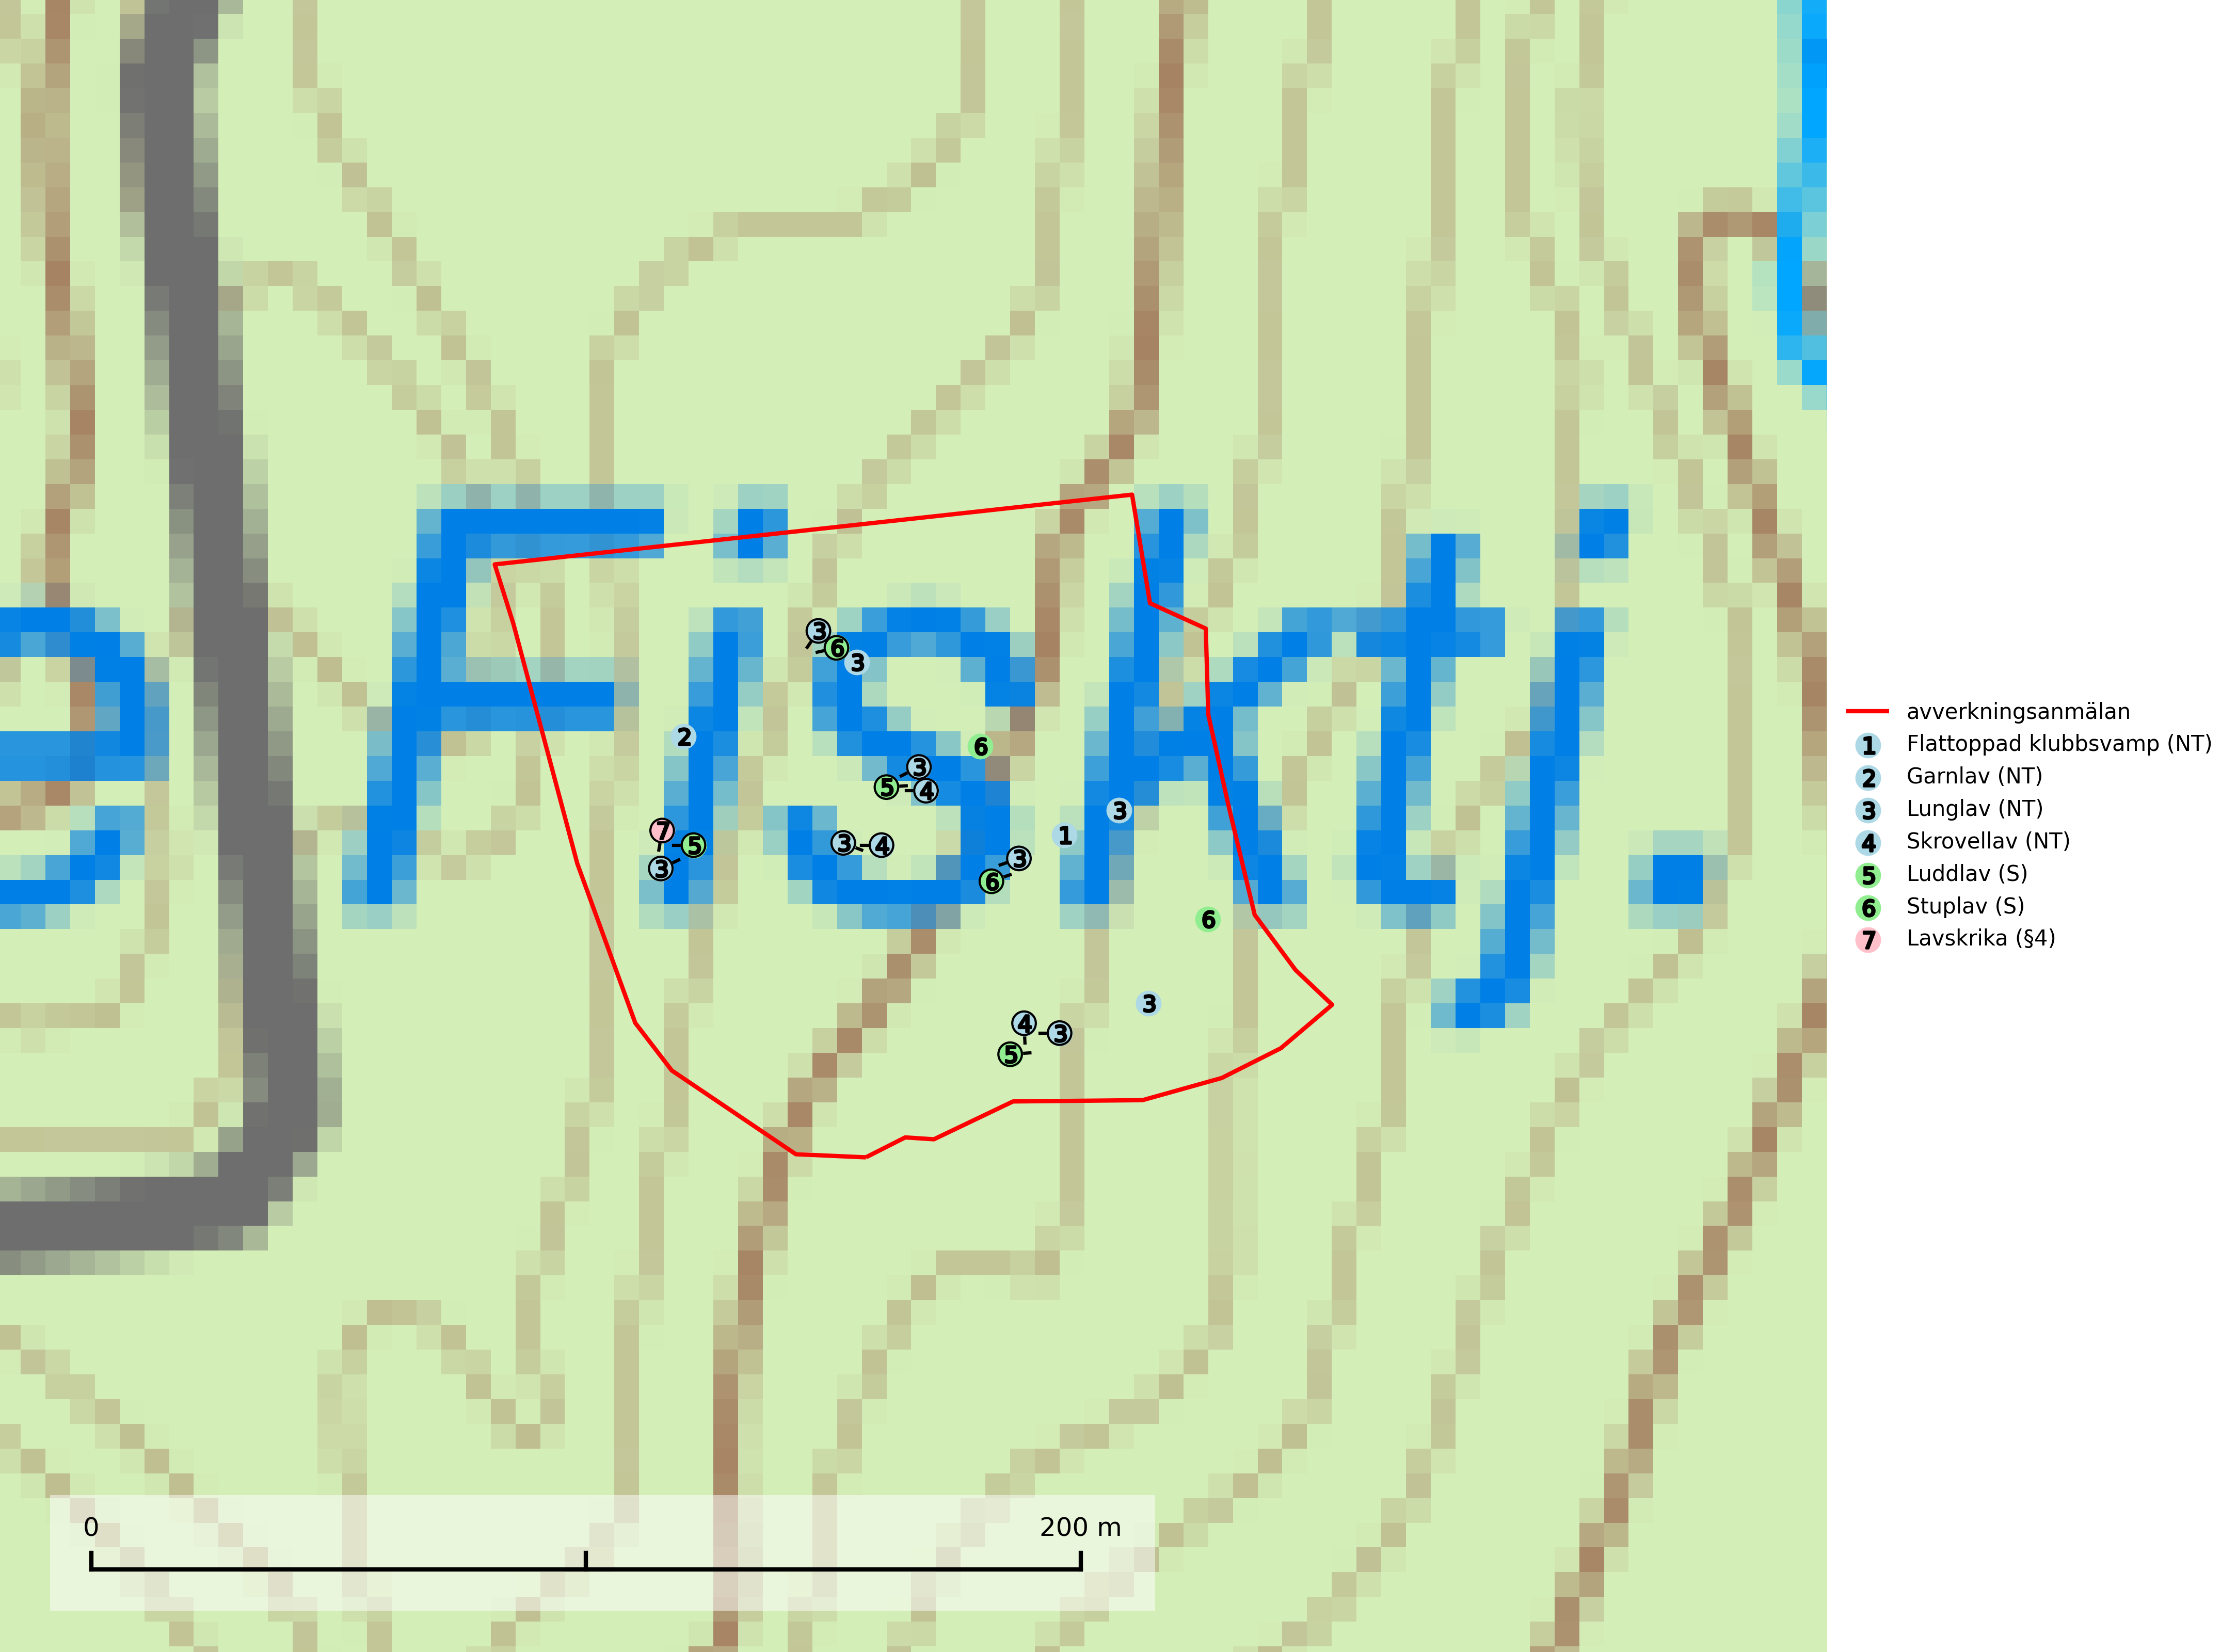 Fisktj.
avverkningsanmälan
1 Flattoppad klubbsvamp (NT)
2 Garnlav (NT)
3 Lunglav (NT)
4 Skrovellav (NT)
5 Luddlav (S)
6 Stuplav (S)
7 Lavskrika (§4)
3
6
3
2
6
3
5
4
3
1
7
5
3
3
4
3
6
6
3
4
3
5
0 200 m